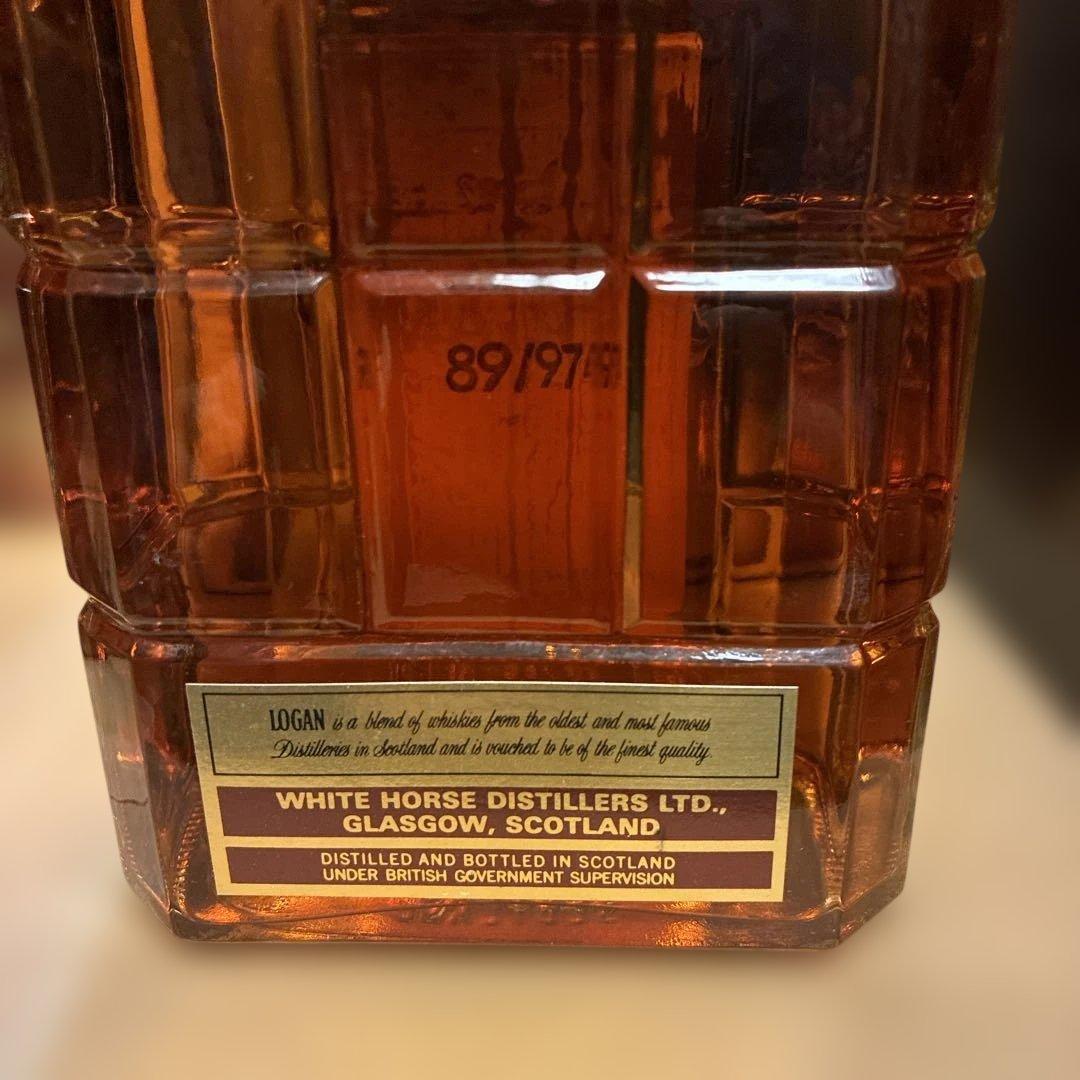 89/97
LOGAN is a blend of whiskies from the oldest and most famous
Distilleries in Scotland and is vouched to be of the finest quality.
WHITE HORSE DISTILLERS LTD.,
GLASGOW, SCOTLAND
DISTILLED AND BOTTLED IN SCOTLAND
UNDER BRITISH GOVERNMENT SUPERVISION